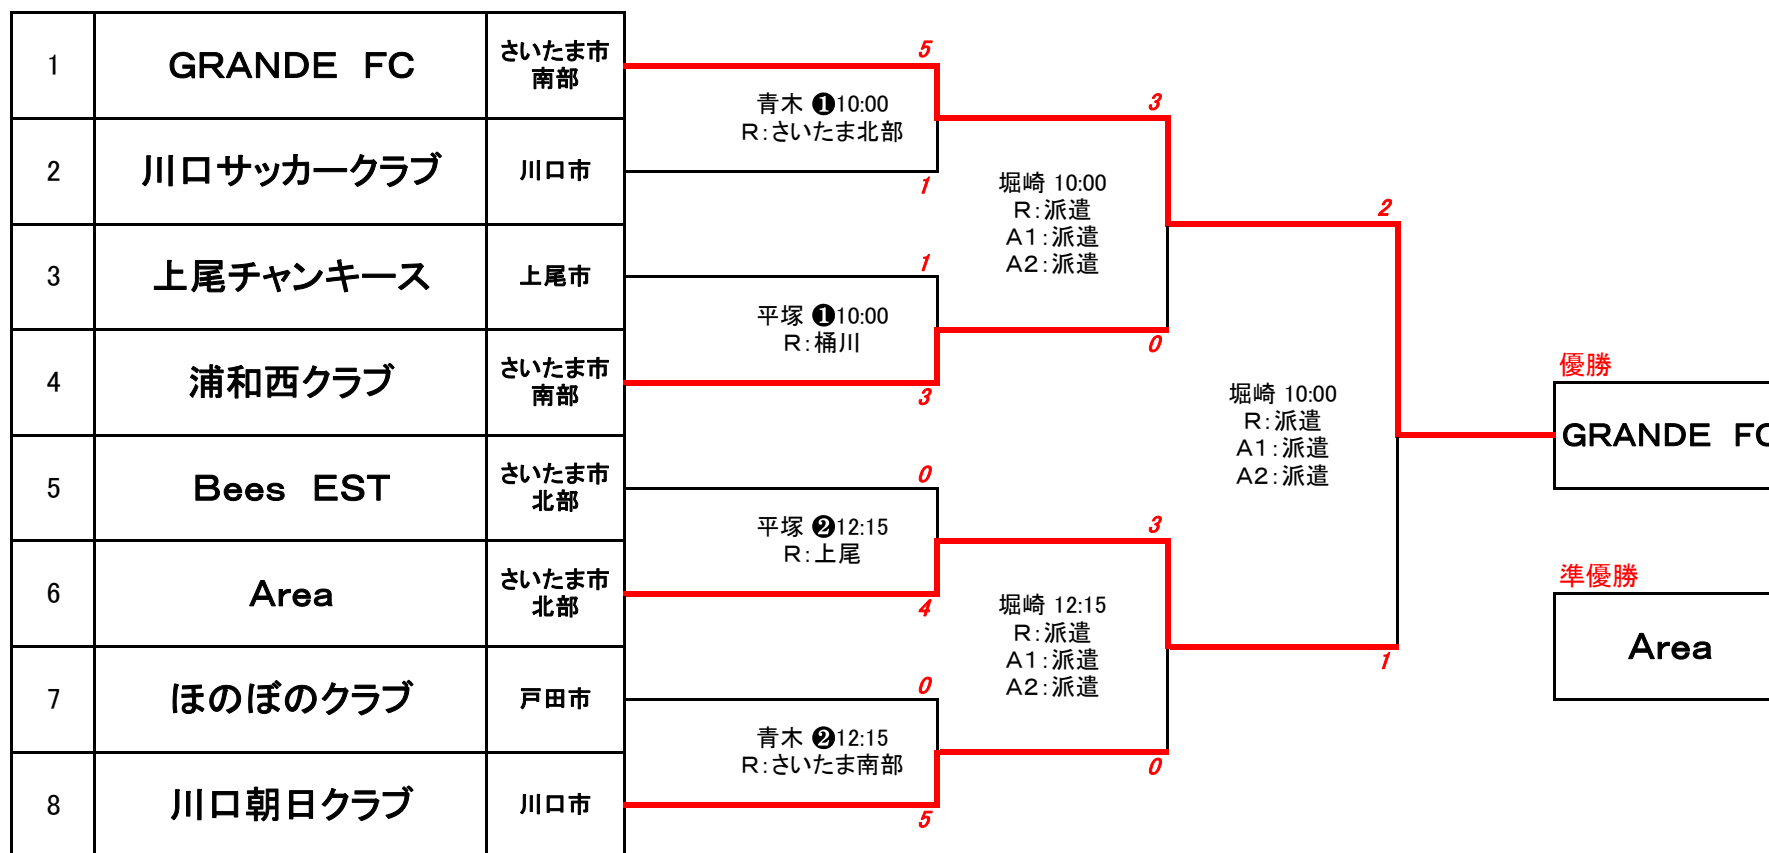 1
GRANDE FC
さいたま市
南部
2
川口サッカークラブ
川口市
3
上尾チャンキース
上尾市
4
浦和西クラブ
さいたま市
南部
5
Bees EST
さいたま市
北部
6
Area
さいたま市
北部
7
ほのぼのクラブ
戸田市
8
川口朝日クラブ
川口市
5
青木 ❶10:00
R:さいたま北部
1
1
平塚 ❶10:00
R:桶川
3
0
平塚 ❷12:15
R:上尾
4
0
青木 ❷12:15
R:さいたま南部
5
3
堀崎 10:00
R:派遣
A1:派遣
A2:派遣
0
3
堀崎 12:15
R:派遣
A1:派遣
A2:派遣
0
2
堀崎 10:00
R:派遣
A1:派遣
A2:派遣
1
優勝
GRANDE FC
準優勝
Area